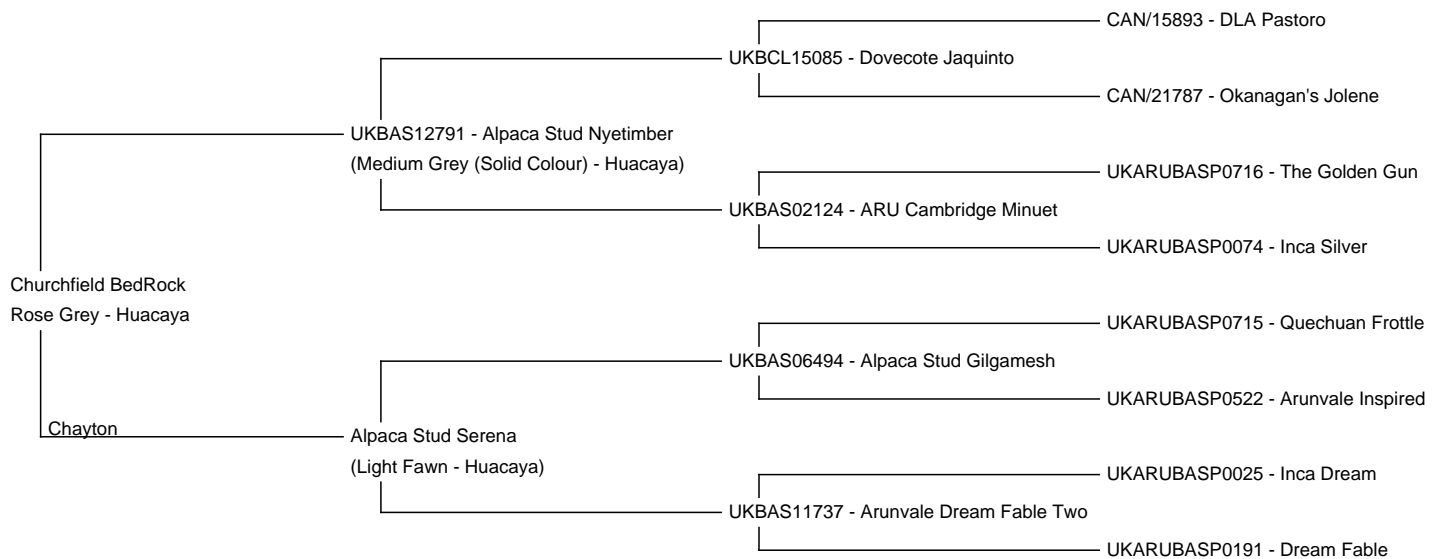 CAN/15893 - DLA Pastoro
UKBCL15085 - Dovecote Jaquinto
CAN/21787 - Okanagan's Jolene
UKBAS12791 - Alpaca Stud Nyetimber
(Medium Grey (Solid Colour) - Huacaya)
UKARUBASP0716 - The Golden Gun
UKBAS02124 - ARU Cambridge Minuet
UKARUBASP0074 - Inca Silver
Churchfield BedRock
Rose Grey - Huacaya
UKARUBASP0715 - Quechuan Frottle
UKBAS06494 - Alpaca Stud Gilgamesh
UKARUBASP0522 - Arunvale Inspired
Chayton
Alpaca Stud Serena
(Light Fawn - Huacaya)
UKARUBASP0025 - Inca Dream
UKBAS11737 - Arunvale Dream Fable Two
UKARUBASP0191 - Dream Fable